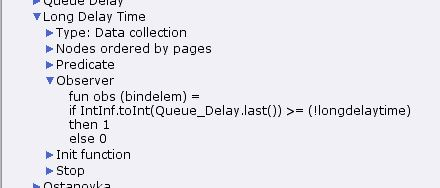 Queue Delay
Long Delay Time
Type: Data collection
Nodes ordered by pages
Predicate
Observer
fun obs (bindelem) =
if IntInf.toInt(Queue_Delay.last()) >= (!longdelaytime)
then 1
else 0
Init function
Stop
Ostanovka